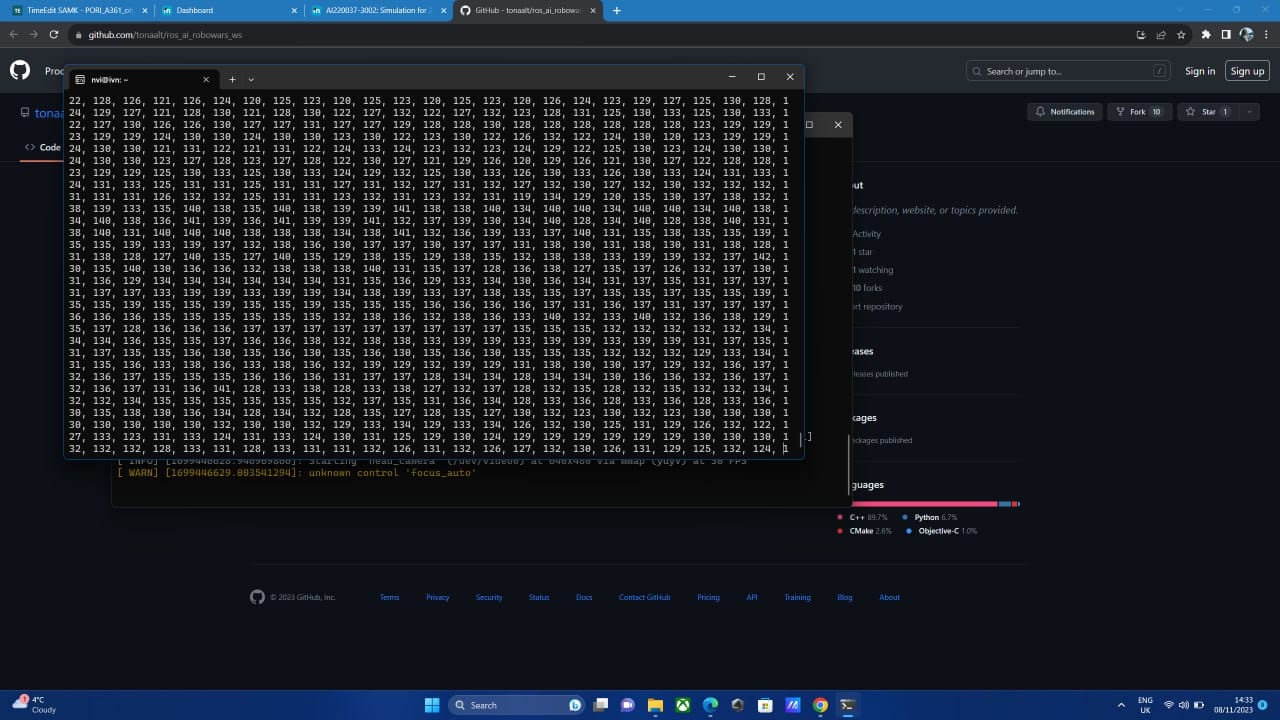 TimeEdit SAMK - PORJ_A361_oh
Dashboard
AI220037-3002: Simulation for
GitHub - tonaalt/ros_ai_robowars
github.com/tonaalt/ros_ai_robowars_ws
nvi@ivn: ~
Search or jump to...
/
Sign in
Sign up
Notifications
Fork 10
Star 1
Code
22, 128, 126, 121, 126, 124, 120, 125, 123, 120, 125, 123, 120, 125, 123, 120, 126, 124, 123, 129, 127, 125, 130, 128, 1
24, 129, 127, 121, 128, 130, 121, 128, 130, 122, 127, 132, 122, 127, 132, 123, 128, 131, 125, 130, 133, 125, 130, 133, 1
22, 127, 130, 126, 126, 130, 127, 127, 131, 127, 127, 129, 128, 128, 130, 128, 128, 128, 128, 128, 128, 123, 129, 129, 1
23, 129, 129, 124, 130, 130, 124, 130, 130, 123, 130, 122, 123, 130, 122, 126, 132, 122, 128, 124, 130, 120, 123, 129, 129, 1
24, 130, 130, 121, 131, 122, 121, 131, 122, 124, 133, 124, 123, 132, 123, 124, 129, 122, 125, 130, 123, 124, 130, 130, 1
24, 130, 130, 123, 127, 128, 123, 127, 128, 122, 130, 127, 121, 129, 126, 120, 129, 126, 121, 130, 127, 122, 128, 128, 1
23, 129, 129, 125, 130, 133, 125, 130, 133, 124, 129, 132, 125, 130, 133, 126, 130, 133, 126, 130, 133, 124, 131, 133, 1
24, 131, 133, 125, 131, 131, 125, 131, 131, 127, 131, 132, 127, 131, 132, 127, 132, 130, 127, 132, 130, 132, 132, 132, 1
31, 131, 131, 126, 132, 132, 125, 131, 131, 123, 132, 131, 123, 132, 131, 119, 134, 129, 120, 135, 130, 137, 138, 132, 1
38, 139, 133, 135, 140, 138, 135, 140, 138, 139, 139, 141, 138, 138, 140, 134, 140, 140, 134, 140, 140, 134, 140, 138, 1
34, 140, 138, 136, 141, 139, 136, 141, 139, 139, 141, 132, 137, 139, 130, 134, 140, 128, 134, 140, 128, 138, 140, 131, 1
38, 140, 131, 140, 140, 140, 138, 138, 138, 134, 138, 141, 132, 136, 139, 133, 137, 140, 131, 135, 138, 135, 135, 139, 1
35, 135, 139, 131, 139, 137, 132, 138, 136, 130, 137, 137, 130, 137, 137, 131, 138, 130, 131, 138, 130, 131, 138, 128, 1
31, 138, 128, 127, 140, 135, 127, 140, 135, 129, 138, 135, 129, 138, 135, 132, 138, 138, 133, 139, 139, 132, 137, 142, 1
30, 135, 140, 130, 136, 136, 132, 138, 138, 138, 140, 131, 135, 137, 128, 136, 138, 127, 135, 137, 126, 132, 137, 130, 1
31, 136, 129, 134, 134, 134, 134, 134, 134, 131, 135, 136, 129, 133, 134, 130, 136, 134, 131, 137, 135, 131, 137, 137, 1
31, 137, 137, 133, 139, 139, 133, 139, 139, 134, 138, 139, 133, 137, 138, 135, 135, 137, 135, 135, 137, 135, 135, 139, 1
35, 135, 139, 135, 139, 139, 135, 139, 139, 135, 135, 135, 136, 136, 136, 136, 137, 131, 136, 137, 131, 137, 137, 137, 1
36, 136, 136, 135, 135, 135, 135, 135, 135, 132, 138, 136, 132, 138, 136, 133, 140, 132, 133, 140, 132, 136, 138, 129, 1
35, 137, 128, 136, 136, 136, 137, 137, 137, 137, 137, 137, 137, 137, 137, 135, 135, 135, 132, 132, 132, 132, 132, 134, 1
34, 134, 136, 135, 135, 137, 136, 136, 138, 132, 138, 138, 133, 139, 139, 133, 139, 139, 133, 139, 139, 131, 137, 135, 1
31, 137, 135, 135, 136, 130, 135, 136, 130, 135, 136, 130, 135, 136, 130, 135, 135, 135, 132, 132, 132, 129, 133, 134, 1
31, 135, 136, 135, 138, 136, 133, 136, 132, 139, 129, 132, 139, 129, 131, 138, 130, 130, 137, 129, 132, 136, 137, 1
32, 136, 137, 135, 135, 135, 136, 136, 136, 132, 137, 137, 128, 134, 134, 128, 134, 134, 130, 136, 136, 132, 136, 137, 1
32, 136, 137, 132, 136, 141, 128, 133, 138, 128, 133, 138, 127, 132, 137, 128, 132, 135, 128, 132, 135, 132, 132, 134, 1
32, 132, 134, 135, 135, 135, 135, 135, 135, 132, 137, 135, 131, 136, 134, 128, 133, 136, 128, 133, 136, 128, 133, 136, 1
30, 135, 138, 130, 136, 134, 128, 134, 132, 128, 135, 127, 128, 135, 127, 130, 132, 123, 130, 132, 123, 130, 130, 130, 1
30, 130, 130, 130, 132, 130, 130, 132, 130, 132, 129, 133, 134, 129, 133, 134, 126, 132, 130, 125, 131, 129, 126, 132, 122, 1
27, 133, 123, 131, 133, 124, 131, 133, 124, 130, 131, 125, 129, 130, 124, 129, 129, 129, 129, 129, 129, 130, 130, 130, 1
32, 132, 132, 128, 133, 131, 128, 133, 131, 125, 131, 129, 126, 132, 130, 126, 131, 129, 125, 132, 124,
.]
[ WARN] [1699446629.003541294]: unknown control 'focus_auto'
description, website, or topics provided.
Activity
1 star
1 watching
10 forks
ort repository
eases
eleases published
ckages
ackages published
guages
C++ 89.7%
Python 6.7%
CMake 2.6%
Objective-C 1.0%
© 2023 GitHub, Inc.
Terms
Privacy
Security
Status
Docs
Contact GitHub
Pricing
API
Training
Blog
About
1
4°C
Cloudy
Search
ENG
UK
14:33
08/11/2023